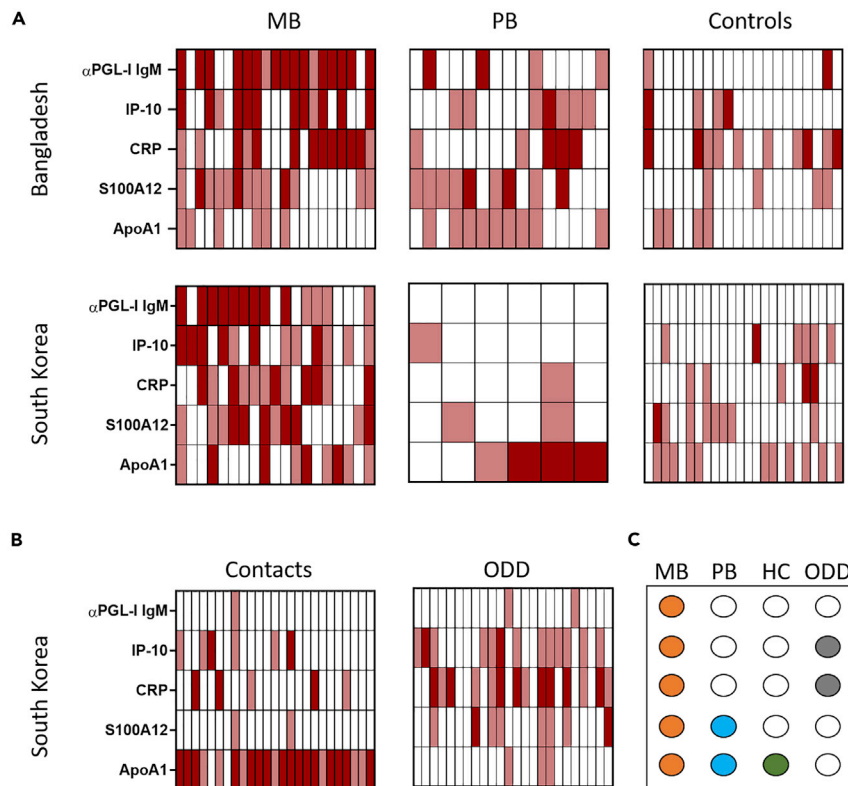 A
MB PB Controls
Bangladesh
αPGL-I IgM
IP-10
CRP
S100A12
ApoA1
South Korea
αPGL-I IgM
IP-10
CRP
S100A12
ApoA1
B
Contacts ODD
South Korea
αPGL-I IgM
IP-10
CRP
S100A12
ApoA1
C
MB PB HC ODD